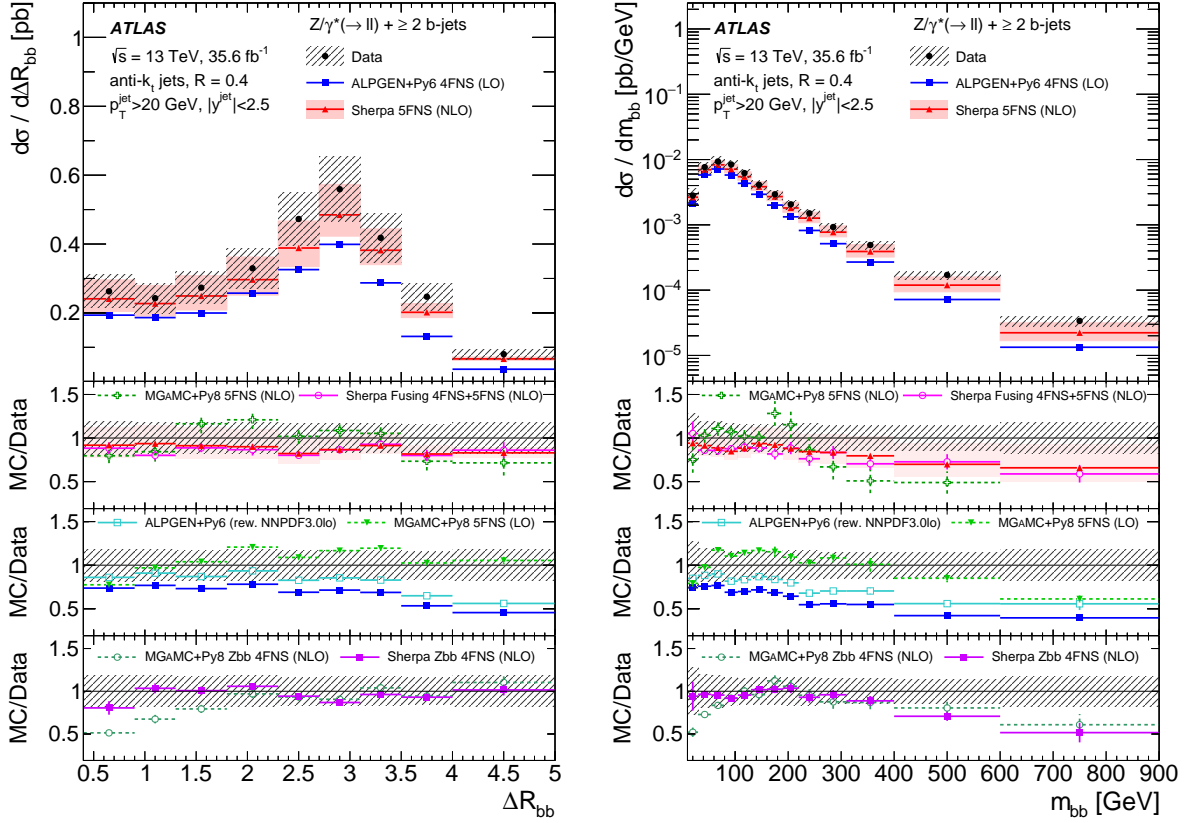 dσ / dΔR_bb [pb]
ATLAS
Z/γ*(→ ll) + ≥ 2 b-jets
√s = 13 TeV, 35.6 fb⁻¹
anti-k_t jets, R = 0.4
p_T^jet>20 GeV, |y^jet|<2.5
Data
ALPGEN+Py6 4FNS (LO)
Sherpa 5FNS (NLO)
1
0.8
0.6
0.4
0.2
MC/Data
MGAMC+Py8 5FNS (NLO)
Sherpa Fusing 4FNS+5FNS (NLO)
1.5
1
0.5
MC/Data
ALPGEN+Py6 (rew. NNPDF3.0lo)
MGAMC+Py8 5FNS (LO)
1.5
1
0.5
MC/Data
MGAMC+Py8 Zbb 4FNS (NLO)
Sherpa Zbb 4FNS (NLO)
1.5
1
0.5
0.5 1 1.5 2 2.5 3 3.5 4 4.5 5
ΔR_bb
dσ / dm_bb [pb/GeV]
ATLAS
Z/γ*(→ ll) + ≥ 2 b-jets
√s = 13 TeV, 35.6 fb⁻¹
anti-k_t jets, R = 0.4
p_T^jet>20 GeV, |y^jet|<2.5
Data
ALPGEN+Py6 4FNS (LO)
Sherpa 5FNS (NLO)
1
10⁻¹
10⁻²
10⁻³
10⁻⁴
10⁻⁵
MC/Data
MGAMC+Py8 5FNS (NLO)
Sherpa Fusing 4FNS+5FNS (NLO)
1.5
1
0.5
MC/Data
ALPGEN+Py6 (rew. NNPDF3.0lo)
MGAMC+Py8 5FNS (LO)
1.5
1
0.5
MC/Data
MGAMC+Py8 Zbb 4FNS (NLO)
Sherpa Zbb 4FNS (NLO)
1.5
1
0.5
100 200 300 400 500 600 700 800 900
m_bb [GeV]